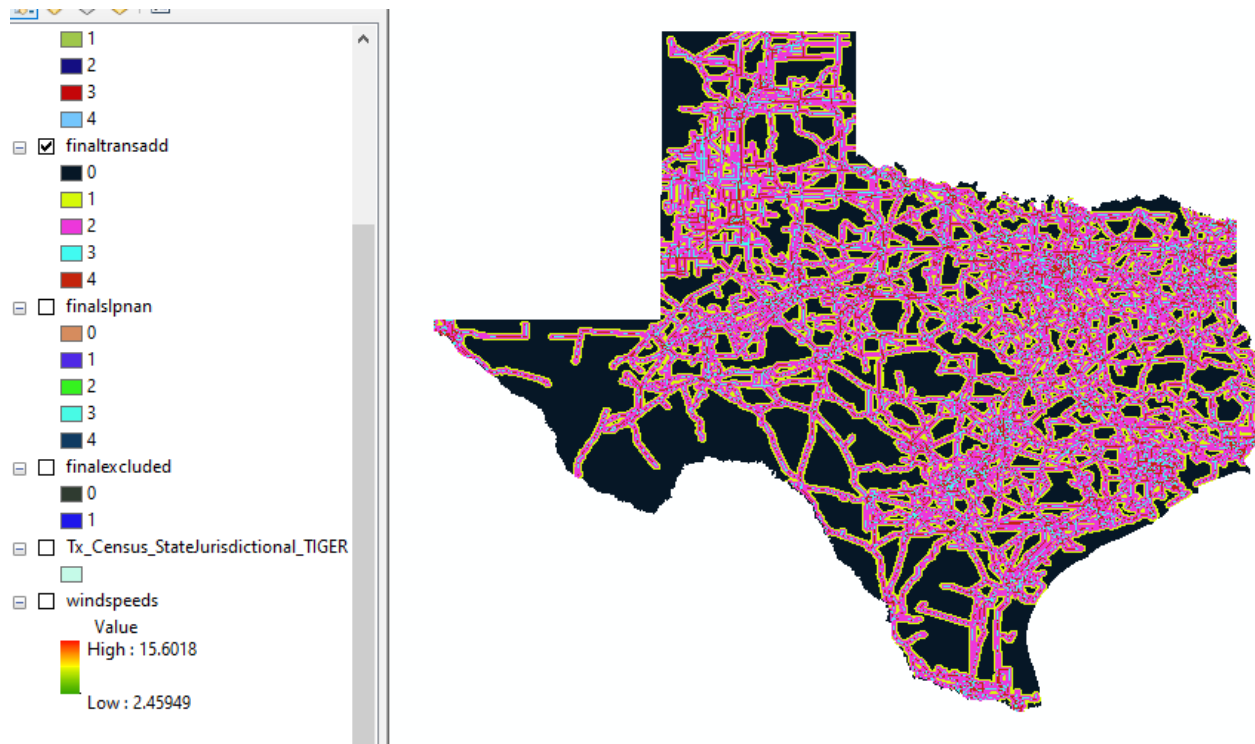 1
2
3
4
finaltransadd
0
1
2
3
4
finalslpnan
0
1
2
3
4
finalexcluded
0
1
Tx_Census_StateJurisdictional_TIGER
windspeeds
Value
High : 15.6018
Low : 2.45949